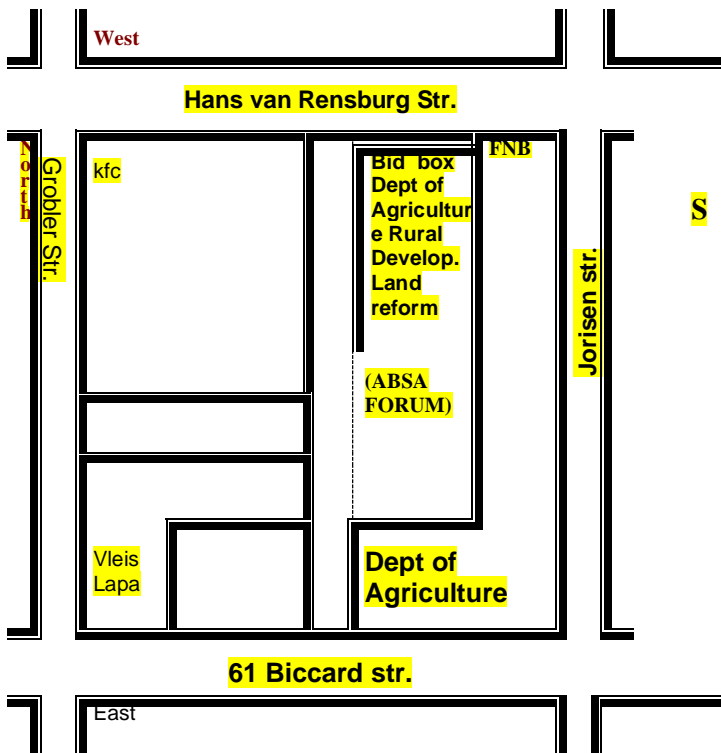 West
Hans van Rensburg Str.
North
Grobler Str.
kfc
Bid box
Dept of
Agricultur
e Rural
Develop.
Land
reform
(ABSA
FORUM)
FNB
Jorisen str.
S
Vleis
Lapa
Dept of
Agriculture
61 Biccard str.
East